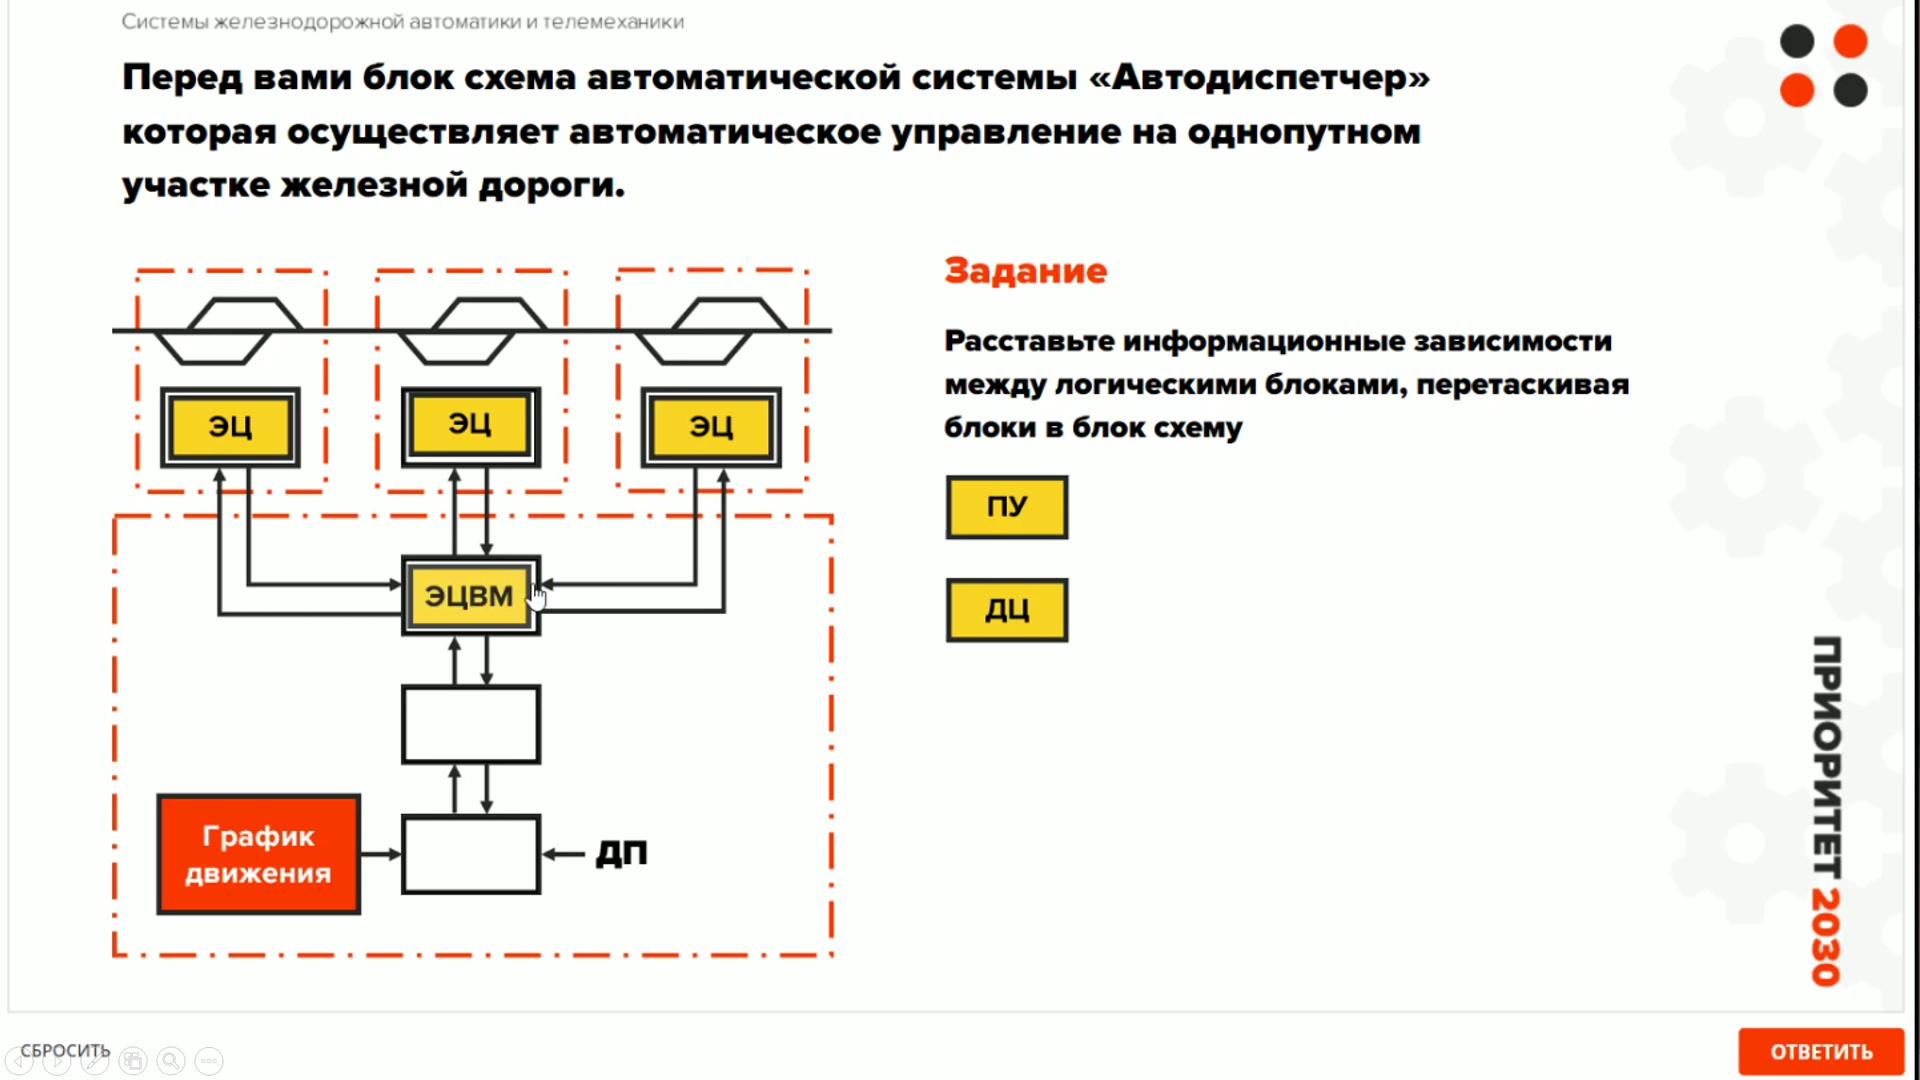 Системы железнодорожной автоматики и телемеханики
Перед вами блок схема автоматической системы «Автодиспетчер»
которая осуществляет автоматическое управление на однопутном
участке железной дороги.
ЭЦ
ЭЦ
ЭЦ
ЭЦВМ
График
движения
ДП
Задание
Расставьте информационные зависимости
между логическими блоками, перетаскивая
блоки в блок схему
ПУ
ДЦ
ПРИОРИТЕТ 2030
СБРОСИТЬ
ОТВЕТИТЬ